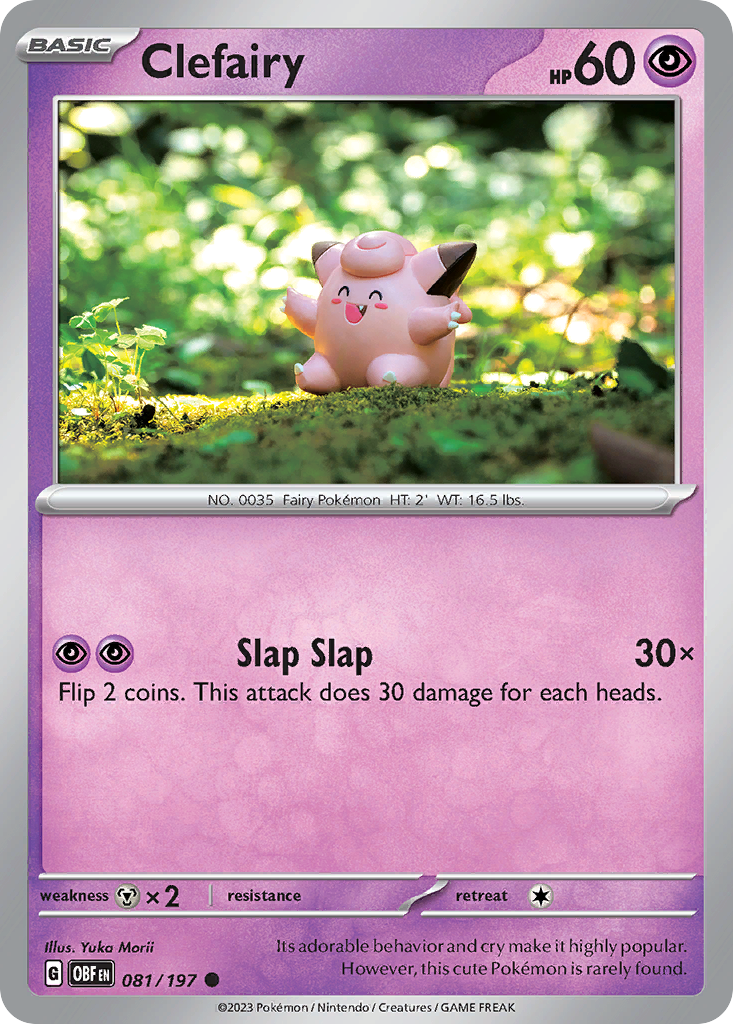 BASIC
Clefairy
HP60
NO. 0035 Fairy Pokémon HT: 2' WT: 16.5 lbs.
Slap Slap 30×
Flip 2 coins. This attack does 30 damage for each heads.
weakness ×2 resistance retreat
Illus. Yuka Morii
Its adorable behavior and cry make it highly popular.
However, this cute Pokémon is rarely found.
G OBF EN 081/197
©2023 Pokémon / Nintendo / Creatures / GAME FREAK